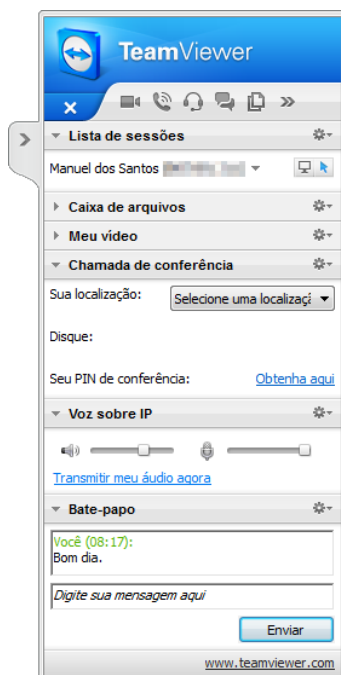 TeamViewer
Lista de sessões
Manuel dos Santos
Caixa de arquivos
Meu vídeo
Chamada de conferência
Sua localização: Selecione uma localizaçã
Disque:
Seu PIN de conferência: Obtenha aqui
Voz sobre IP
Transmitir meu áudio agora
Bate-papo
Você (08:17):
Bom dia.
Digite sua mensagem aqui
Enviar
www.teamviewer.com